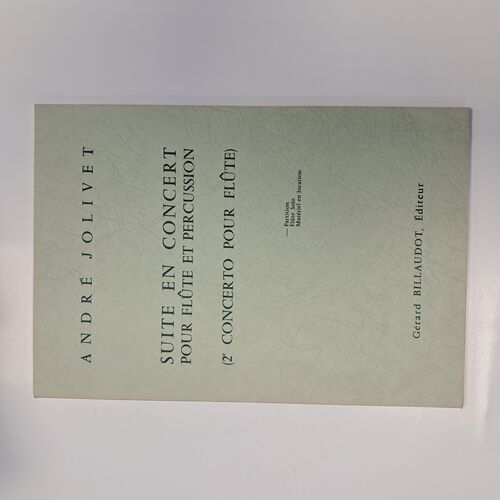 ANDRÉ JOLIVET
SUITE EN CONCERT
POUR FLÛTE ET PERCUSSION
(2e CONCERTO POUR FLÛTE)
— Partition
Flûte Solo
Matériel en location
Gérard BILLAUDOT, Éditeur